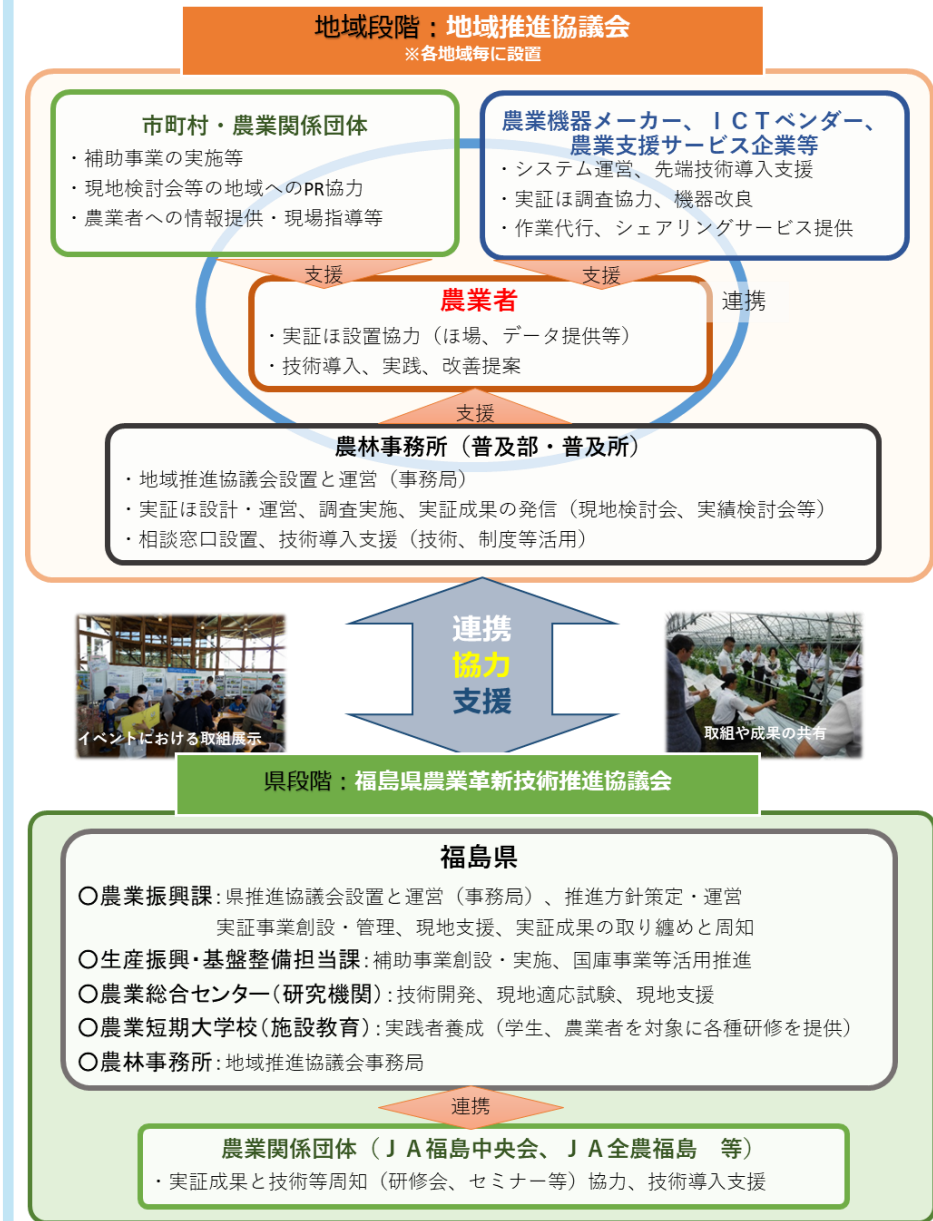 地域段階：地域推進協議会
※各地域毎に設置
市町村・農業関係団体
・補助事業の実施等
・現地検討会等の地域へのPR協力
・農業者への情報提供・現場指導等
農業機器メーカー、ＩＣＴベンダー、
農業支援サービス企業等
・システム運営、先端技術導入支援
・実証ほ調査協力、機器改良
・作業代行、シェアリングサービス提供
支援
支援
農業者
・実証ほ設置協力（ほ場、データ提供等）
・技術導入、実践、改善提案
連携
支援
農林事務所（普及部・普及所）
・地域推進協議会設置と運営（事務局）
・実証ほ設計・運営、調査実施、実証成果の発信（現地検討会、実績検討会等）
・相談窓口設置、技術導入支援（技術、制度等活用）
連携
協力
支援
イベントにおける取組展示
取組や成果の共有
県段階：福島県農業革新技術推進協議会
福島県
〇農業振興課：県推進協議会設置と運営（事務局）、推進方針策定・運営
実証事業創設・管理、現地支援、実証成果の取り纏めと周知
〇生産振興・基盤整備担当課：補助事業創設・実施、国庫事業等活用推進
〇農業総合センター（研究機関）：技術開発、現地適応試験、現地支援
〇農業短期大学校（施設教育）：実践者養成（学生、農業者を対象に各種研修を提供）
〇農林事務所：地域推進協議会事務局
連携
農業関係団体（ＪＡ福島中央会、ＪＡ全農福島　等）
・実証成果と技術等周知（研修会、セミナー等）協力、技術導入支援